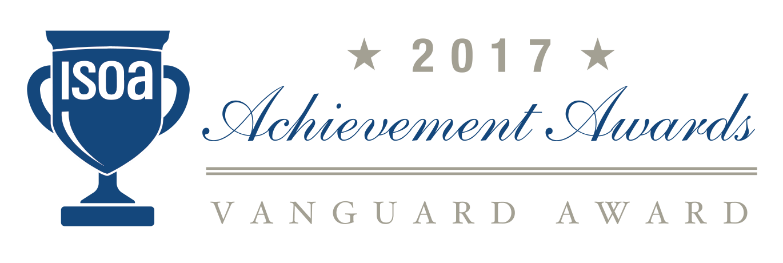 ISOA
★ 2017 ★
Achievement Awards
VANGUARD AWARD